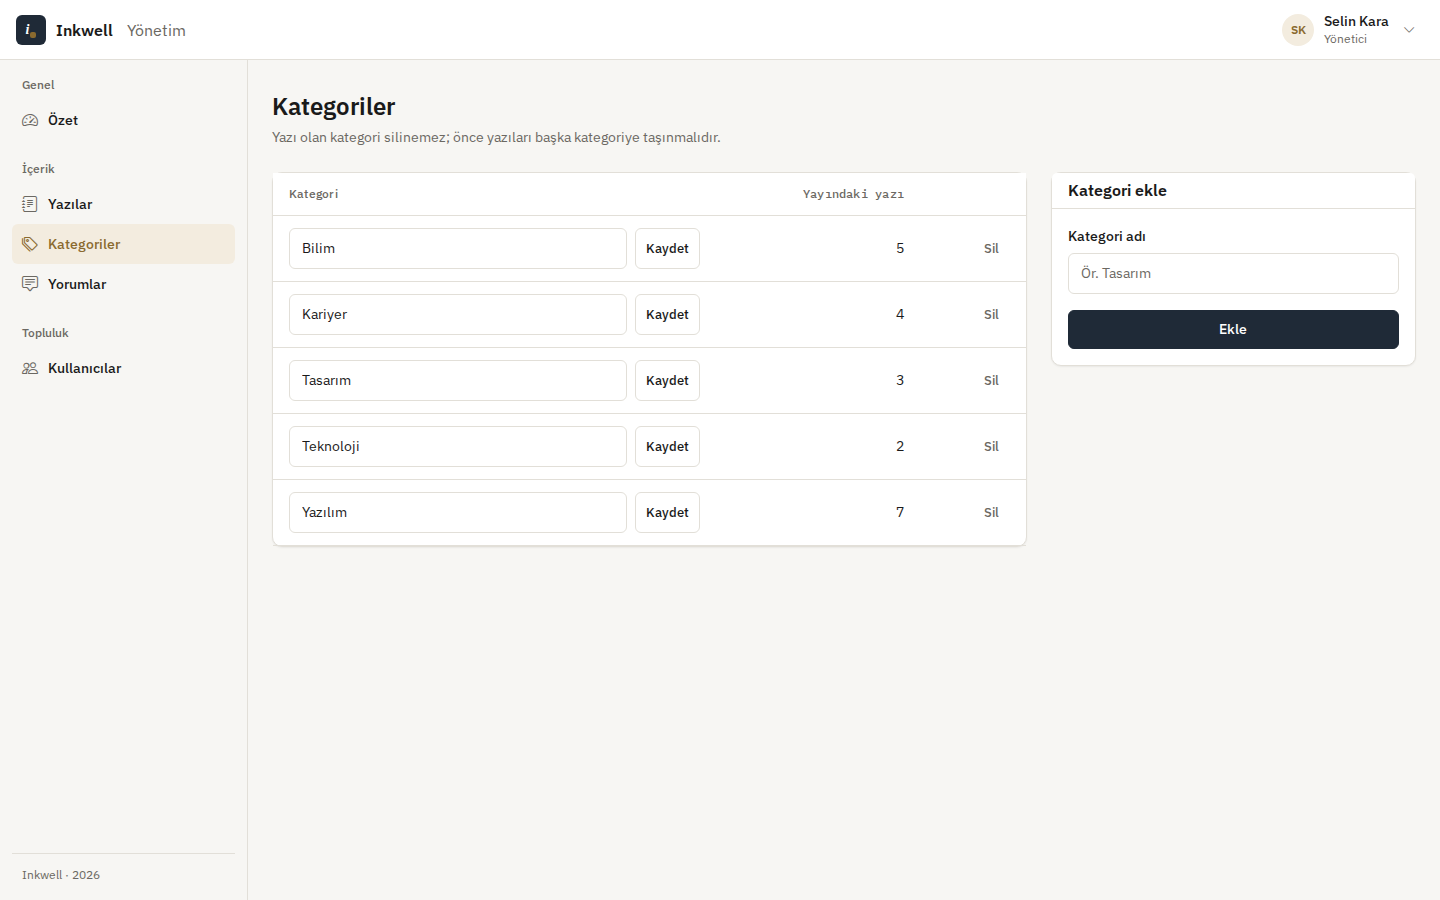 i. Inkwell Yönetim
SK Selin Kara
Yönetici
Genel
Özet
İçerik
Yazılar
Kategoriler
Yorumlar
Topluluk
Kullanıcılar
Inkwell · 2026
Kategoriler
Yazı olan kategori silinemez; önce yazıları başka kategoriye taşınmalıdır.
Kategori Yayındaki yazı
Bilim Kaydet 5 Sil
Kariyer Kaydet 4 Sil
Tasarım Kaydet 3 Sil
Teknoloji Kaydet 2 Sil
Yazılım Kaydet 7 Sil
Kategori ekle
Kategori adı
Ör. Tasarım
Ekle